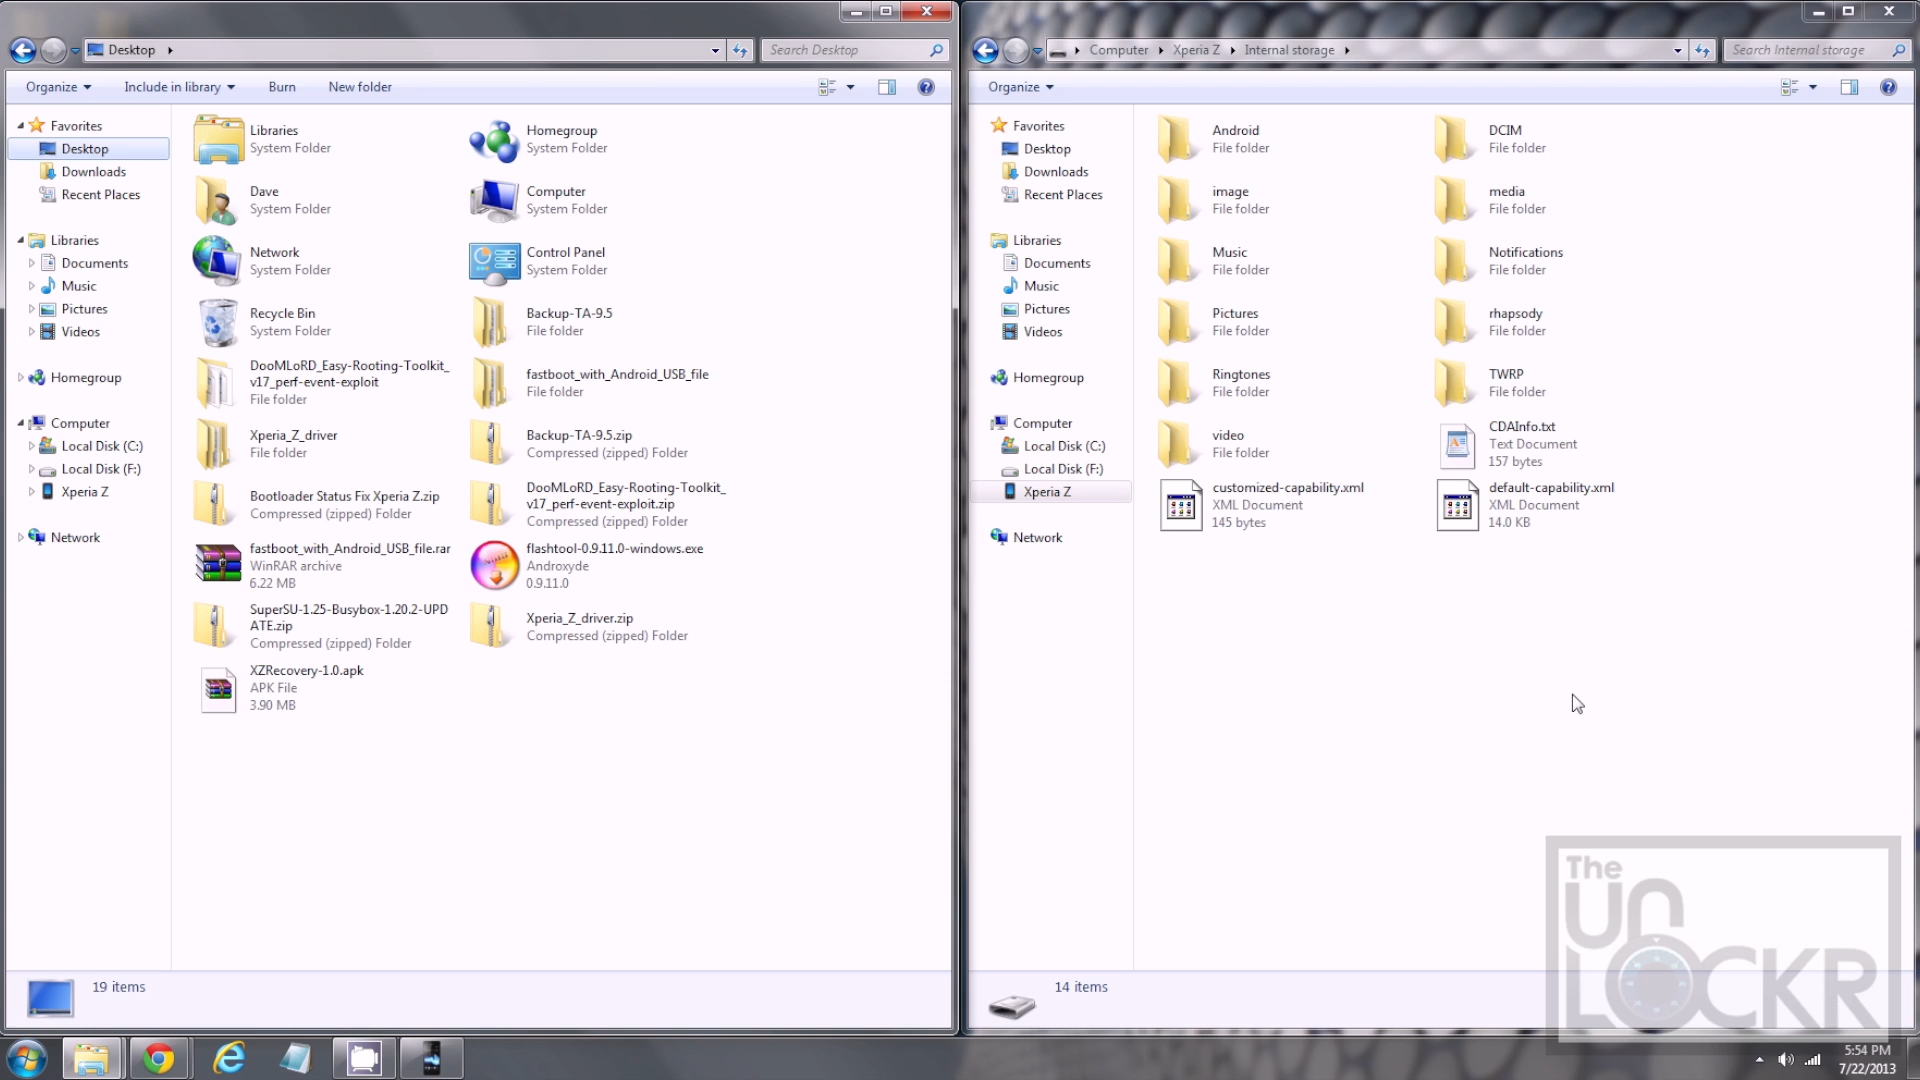 Desktop
Search Desktop
Organize
Include in library
Burn
New folder
Favorites
Desktop
Downloads
Recent Places
Libraries
Documents
Music
Pictures
Videos
Homegroup
Computer
Local Disk (C:)
Local Disk (F:)
Xperia Z
Network
Libraries
System Folder
Homegroup
System Folder
Dave
System Folder
Computer
System Folder
Network
System Folder
Control Panel
System Folder
Recycle Bin
System Folder
Backup-TA-9.5
File folder
DooMLoRD_Easy-Rooting-Toolkit_
v17_perf-event-exploit
File folder
fastboot_with_Android_USB_file
File folder
Xperia_Z_driver
File folder
Backup-TA-9.5.zip
Compressed (zipped) Folder
Bootloader Status Fix Xperia Z.zip
Compressed (zipped) Folder
DooMLoRD_Easy-Rooting-Toolkit_
v17_perf-event-exploit.zip
Compressed (zipped) Folder
fastboot_with_Android_USB_file.rar
WinRAR archive
6.22 MB
flashtool-0.9.11.0-windows.exe
Androxyde
0.9.11.0
SuperSU-1.25-Busybox-1.20.2-UPD
ATE.zip
Compressed (zipped) Folder
Xperia_Z_driver.zip
Compressed (zipped) Folder
XZRecovery-1.0.apk
APK File
3.90 MB
19 items
Computer
Xperia Z
Internal storage
Search Internal storage
Organize
Favorites
Desktop
Downloads
Recent Places
Libraries
Documents
Music
Pictures
Videos
Homegroup
Computer
Local Disk (C:)
Local Disk (F:)
Xperia Z
Network
Android
File folder
DCIM
File folder
image
File folder
media
File folder
Music
File folder
Notifications
File folder
Pictures
File folder
rhapsody
File folder
Ringtones
File folder
TWRP
File folder
video
File folder
CDAInfo.txt
Text Document
157 bytes
customized-capability.xml
XML Document
145 bytes
default-capability.xml
XML Document
14.0 KB
14 items
The
UN
LOCKR
5:54 PM
7/22/2013